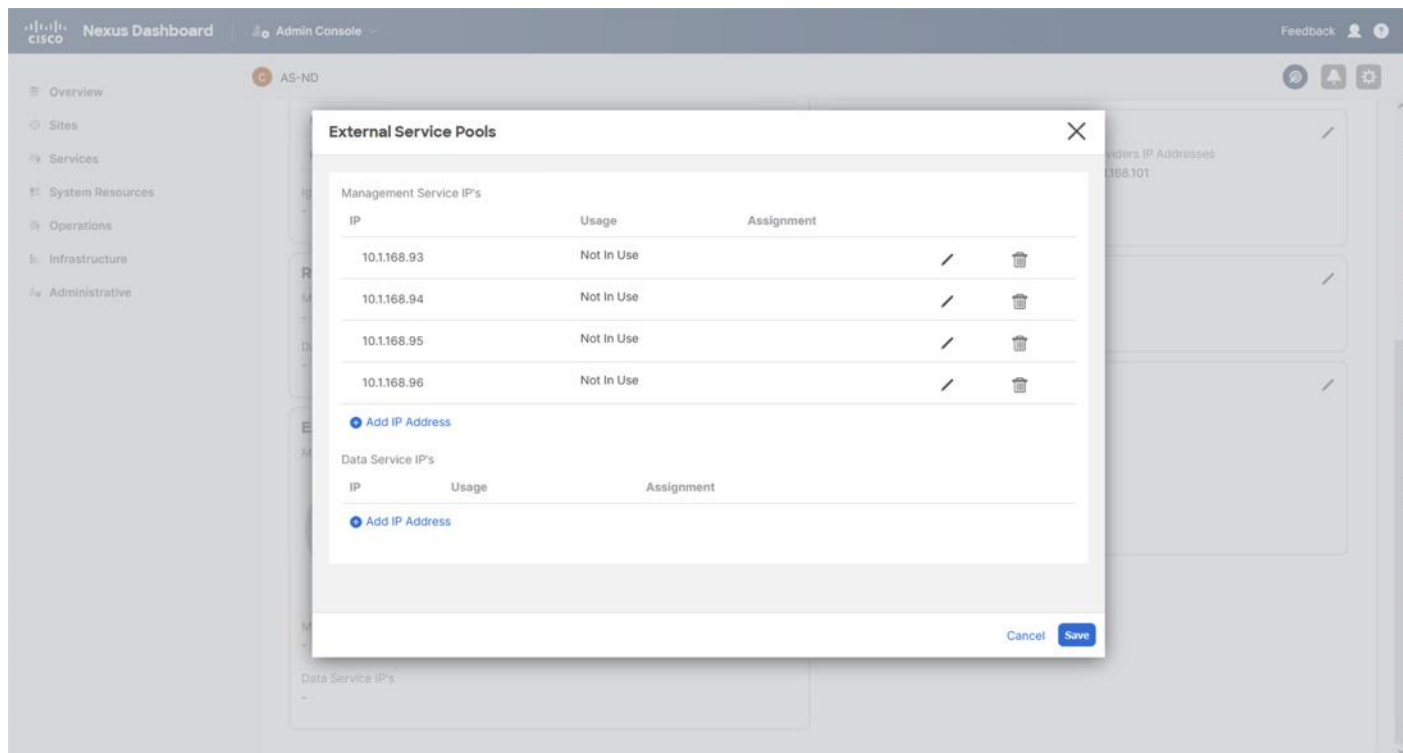 CISCO Nexus Dashboard Admin Console Feedback
AS-ND
Overview
Sites
Services
System Resources
Operations
Infrastructure
Administrative
External Service Pools
Management Service IP's
IP Usage Assignment
10.1.168.93 Not In Use
10.1.168.94 Not In Use
10.1.168.95 Not In Use
10.1.168.96 Not In Use
Add IP Address
Data Service IP's
IP Usage Assignment
Add IP Address
Cancel Save
IP Addresses
Data Service IP's
-